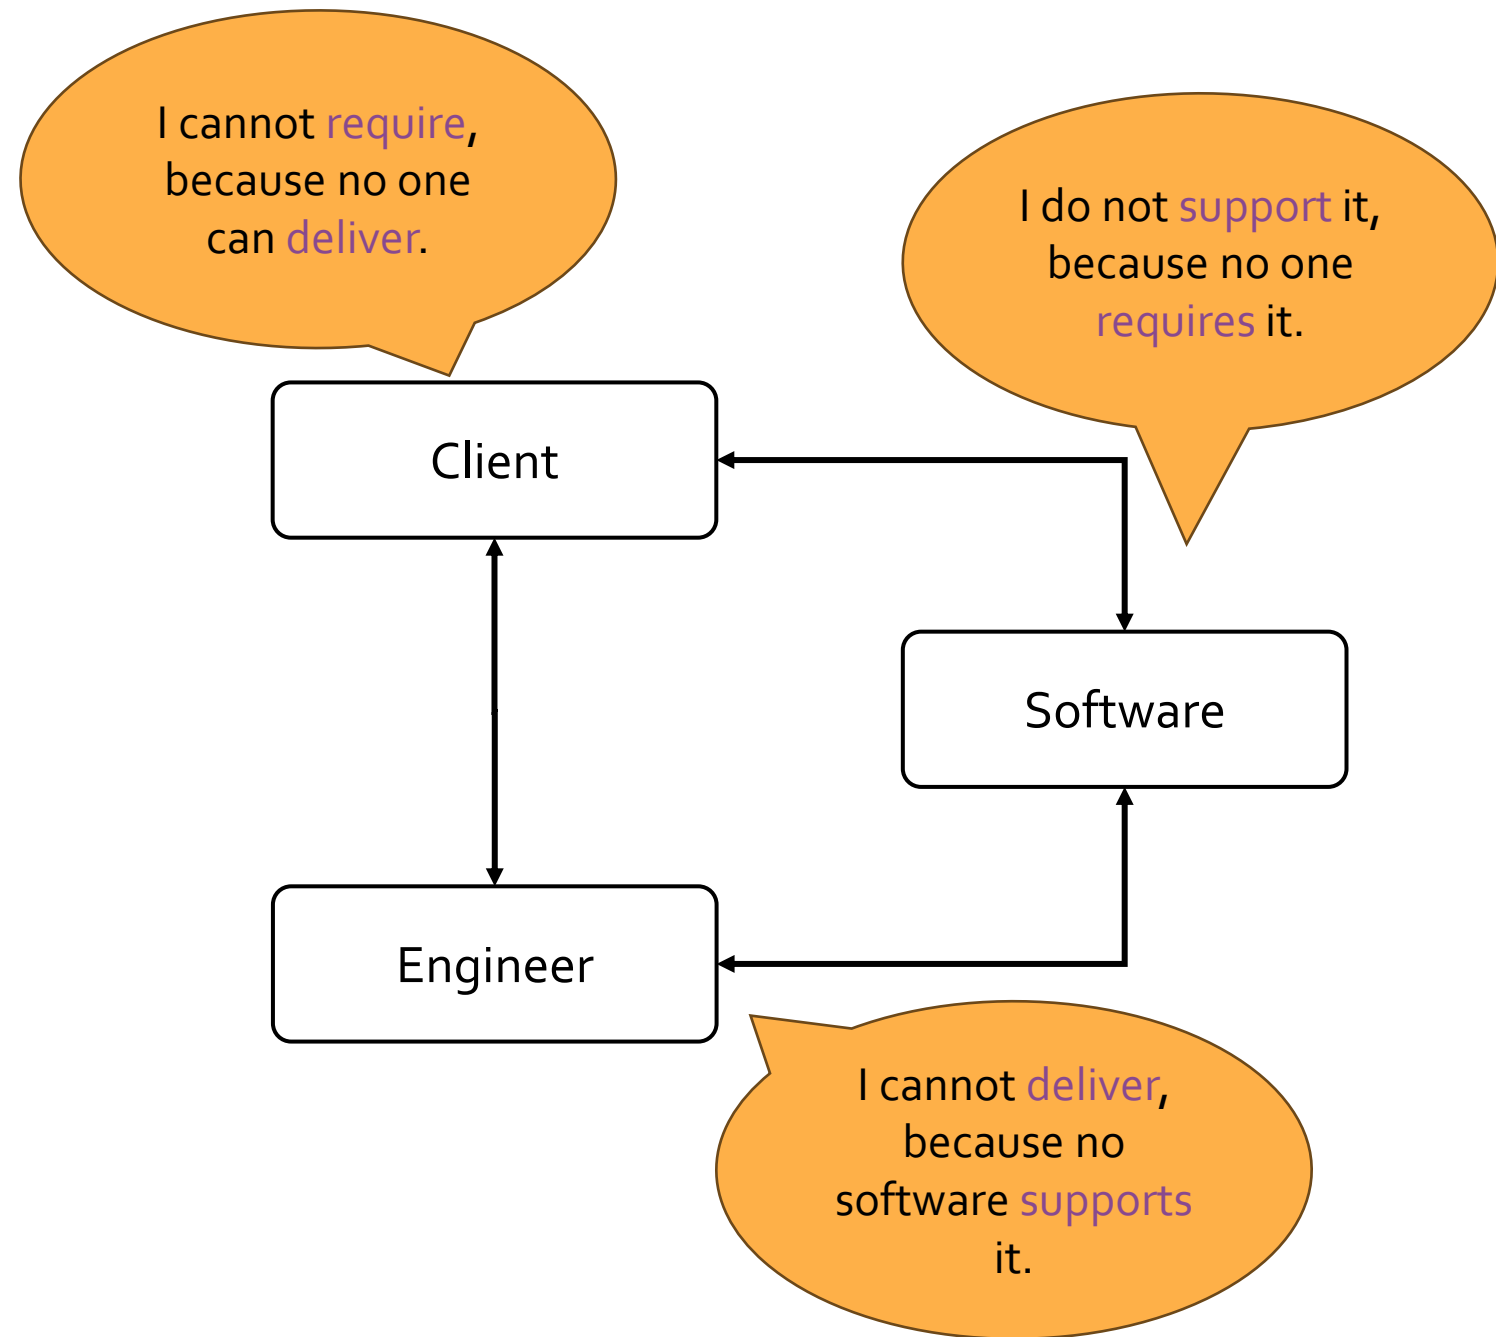 I cannot require,
because no one
can deliver.
I do not support it,
because no one
requires it.
Client
Software
Engineer
I cannot deliver,
because no
software supports
it.